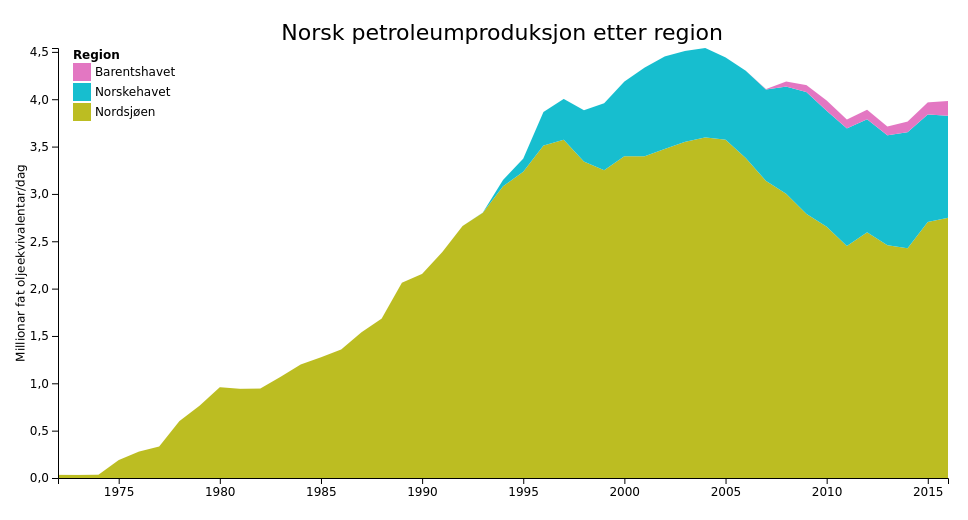 Norsk petroleumproduksjon etter region
Region
Barentshavet
Norskehavet
Nordsjøen
Millionar fat oljeekvivalentar/dag
4,5
4,0
3,5
3,0
2,5
2,0
1,5
1,0
0,5
0,0
1975 1980 1985 1990 1995 2000 2005 2010 2015